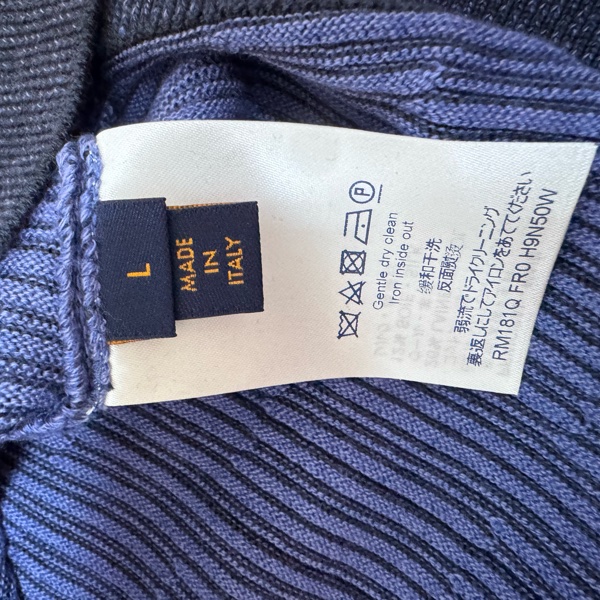 L
MADE
IN
ITALY
P
Gentle dry clean
Iron inside out
缓和干洗
反面熨烫
弱流でドライクリーニング
裏返しにしてアイロンをあててください
RM181Q FR0 H9N50W